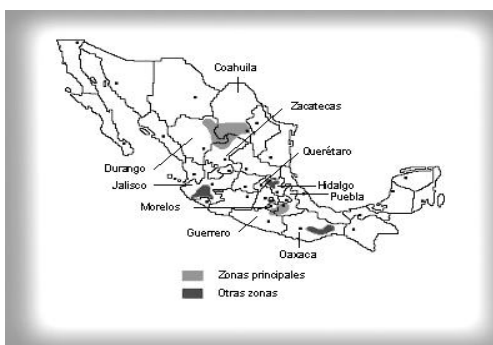 Coahuila
Zacatecas
Querétaro
Durango
Jalisco
Hidalgo
Puebla
Morelos
Guerrero
Oaxaca
Zonas principales
Otras zonas